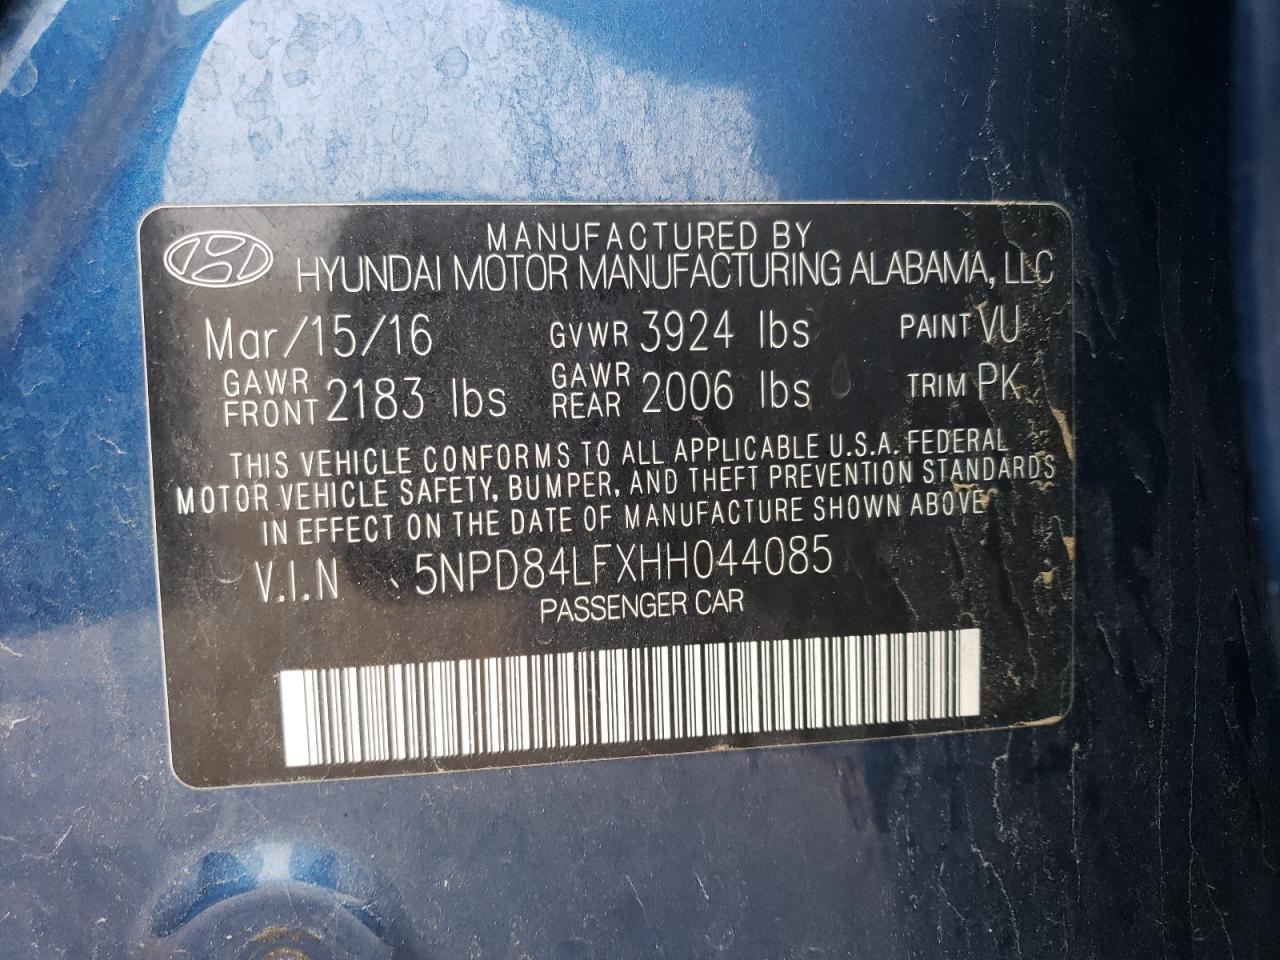 MANUFACTURED BY
HYUNDAI MOTOR MANUFACTURING ALABAMA, LLC
Mar/15/16 GVWR 3924 lbs PAINT VU
GAWR FRONT 2183 lbs GAWR REAR 2006 lbs TRIM PK
THIS VEHICLE CONFORMS TO ALL APPLICABLE U.S.A. FEDERAL
MOTOR VEHICLE SAFETY, BUMPER, AND THEFT PREVENTION STANDARDS
IN EFFECT ON THE DATE OF MANUFACTURE SHOWN ABOVE
V.I.N 5NPD84LFXHH044085
PASSENGER CAR